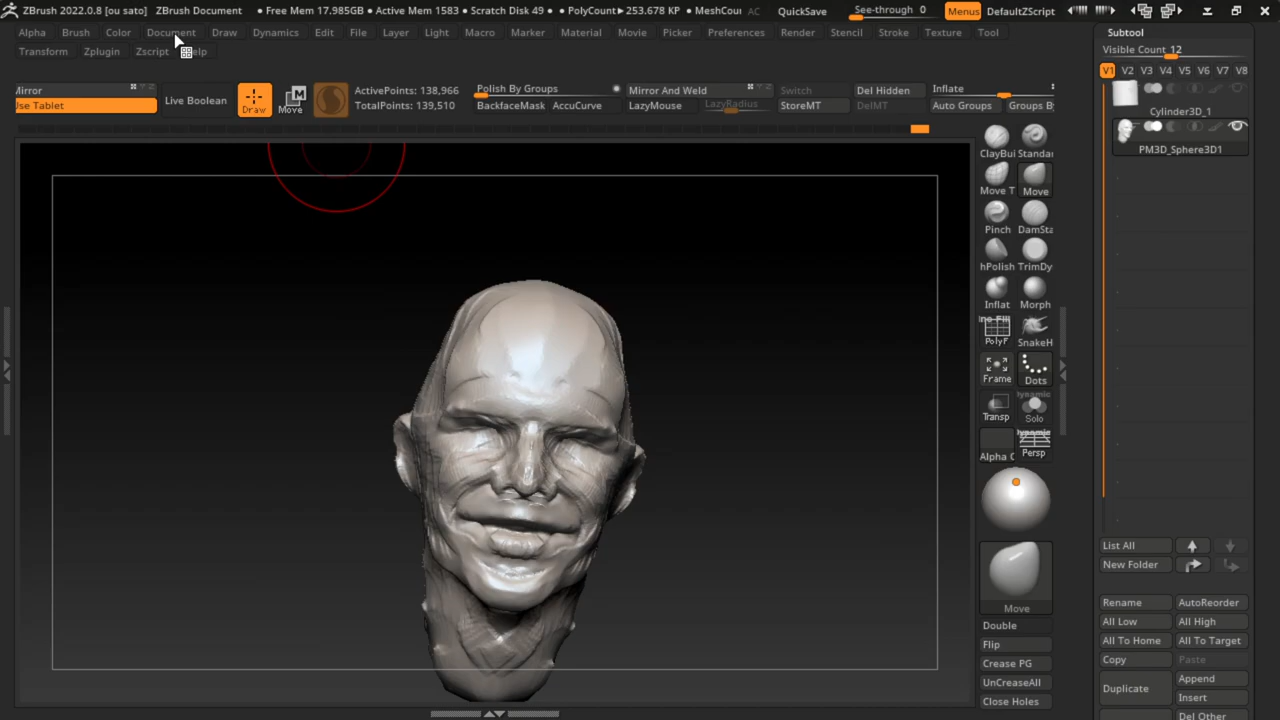 ZBrush 2022.0.8 [ou sato] ZBrush Document • Free Mem 17.985GB • Active Mem 1583 • Scratch Disk 49 • • PolyCount▸ 253.678 KP • MeshCou AC QuickSave See-through 0 Menus DefaultZScript
Alpha Brush Color Document Draw Dynamics Edit File Layer Light Macro Marker Material Movie Picker Preferences Render Stencil Stroke Texture Tool
Transform Zplugin Zscript elp
Mirror
Use Tablet
Live Boolean
Draw
Move
ActivePoints: 138,966
TotalPoints: 139,510
Polish By Groups
BackfaceMask AccuCurve
Mirror And Weld
LazyMouse LazyRadius
Switch
StoreMT
Del Hidden
DelMT
Inflate
Auto Groups Groups By
ClayBui Standa
Move T Move
Pinch DamSta
hPolish TrimDy
Inflat Morph
PolyF SnakeH
Frame Dots
Dynamic
Transp Solo
Dynamic
Alpha O Persp
Move
Double
Flip
Crease PG
UnCreaseAll
Close Holes
Subtool
Visible Count 12
V1 V2 V3 V4 V5 V6 V7 V8
Cylinder3D_1
PM3D_Sphere3D1
List All
New Folder
Rename AutoReorder
All Low All High
All To Home All To Target
Copy Paste
Duplicate Append
Insert
Del Other